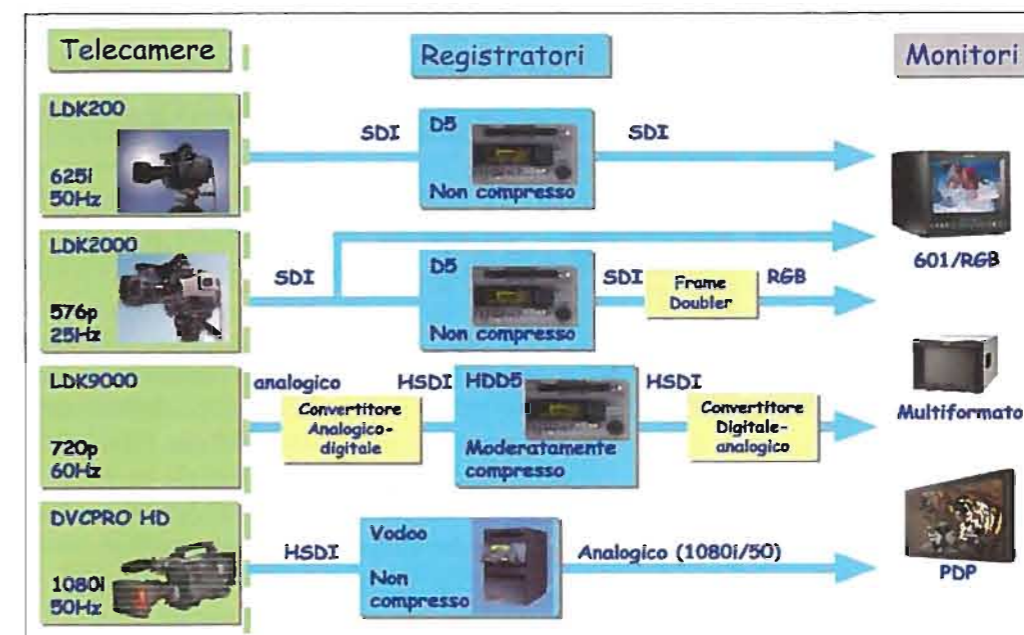 Telecamere
Registratori
Monitori
LDK200
625i
50Hz
SDI
D5
Non compresso
SDI
601/RGB
LDK2000
576p
25Hz
SDI
D5
Non compresso
SDI
Frame
Doubler
RGB
Multiformato
LDK9000
720p
60Hz
analogico
Convertitore
Analogico-
digitale
HSDI
HDD5
Moderatamente
compresso
HSDI
Convertitore
Digitale-
analogico
DVCPRO HD
1080i
50Hz
HSDI
Vodoo
Non
compresso
Analogico (1080i/50)
PDP